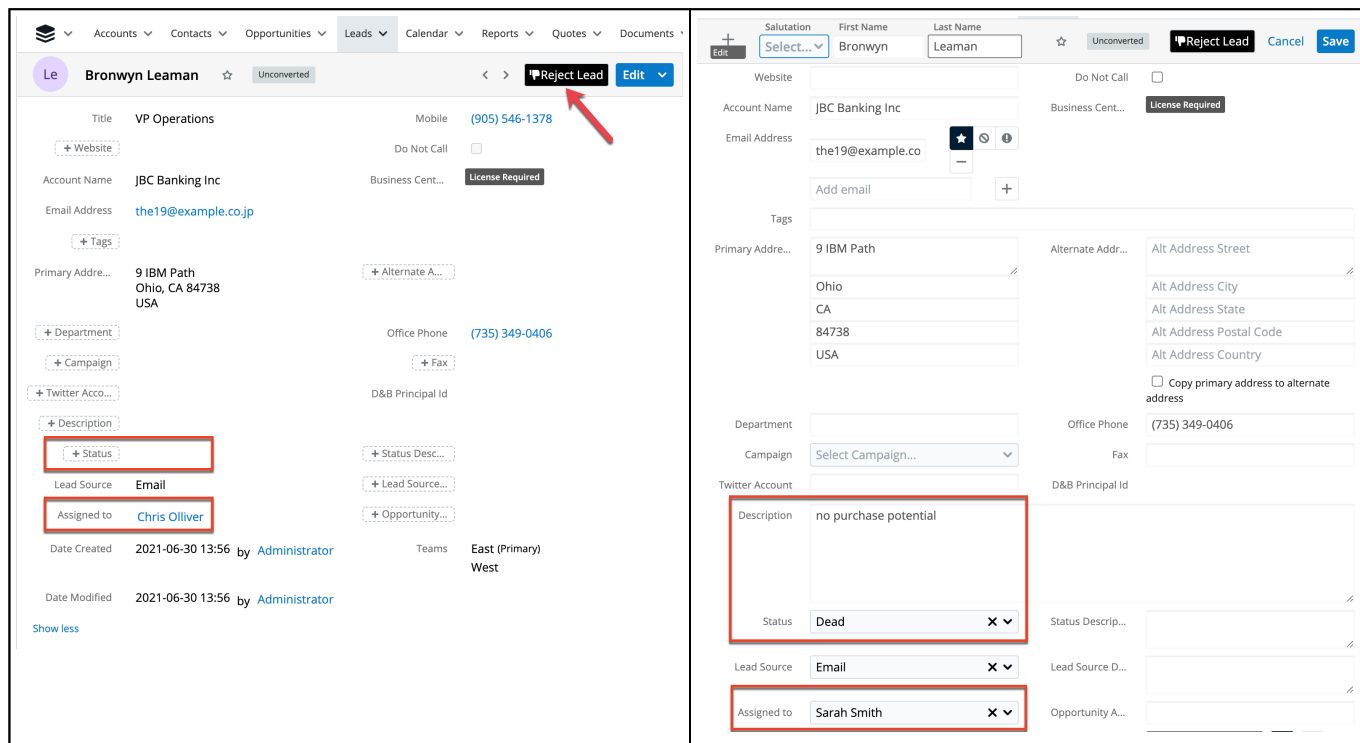 Accounts Contacts Opportunities Leads Calendar Reports Quotes Documents
Le Bronwyn Leaman Unconverted Reject Lead Edit
Title VP Operations Mobile (905) 546-1378
+ Website Do Not Call
Account Name JBC Banking Inc Business Cent... License Required
Email Address the19@example.co.jp
+ Tags
Primary Addre... 9 IBM Path + Alternate A...
Ohio, CA 84738
USA
+ Department Office Phone (735) 349-0406
+ Campaign + Fax
+ Twitter Acco... D&B Principal Id
+ Description
+ Status + Status Desc...
Lead Source Email + Lead Source...
Assigned to Chris Olliver + Opportunity...
Date Created 2021-06-30 13:56 by Administrator Teams East (Primary)
West
Date Modified 2021-06-30 13:56 by Administrator
Show less
Salutation First Name Last Name
Edit Select... Bronwyn Leaman Unconverted Reject Lead Cancel Save
Website Do Not Call
Account Name JBC Banking Inc Business Cent... License Required
Email Address the19@example.co
Add email
Tags
Primary Addre... 9 IBM Path Alternate Addr... Alt Address Street
Ohio Alt Address City
CA Alt Address State
84738 Alt Address Postal Code
USA Alt Address Country
Copy primary address to alternate
address
Department Office Phone (735) 349-0406
Campaign Select Campaign... Fax
Twitter Account D&B Principal Id
Description no purchase potential
Status Dead Status Descrip...
Lead Source Email Lead Source D...
Assigned to Sarah Smith Opportunity A...